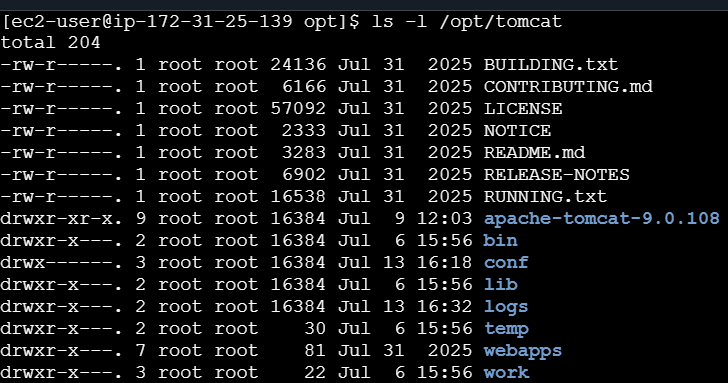 [ec2-user@ip-172-31-25-139 opt]$ ls -l /opt/tomcat
total 204
-rw-r-----. 1 root root 24136 Jul 31  2025 BUILDING.txt
-rw-r-----. 1 root root  6166 Jul 31  2025 CONTRIBUTING.md
-rw-r-----. 1 root root 57092 Jul 31  2025 LICENSE
-rw-r-----. 1 root root  2333 Jul 31  2025 NOTICE
-rw-r-----. 1 root root  3283 Jul 31  2025 README.md
-rw-r-----. 1 root root  6902 Jul 31  2025 RELEASE-NOTES
-rw-r-----. 1 root root 16538 Jul 31  2025 RUNNING.txt
drwxr-xr-x. 9 root root 16384 Jul  9 12:03 apache-tomcat-9.0.108
drwxr-x---. 2 root root 16384 Jul  6 15:56 bin
drwx------. 3 root root 16384 Jul 13 16:18 conf
drwxr-x---. 2 root root 16384 Jul  6 15:56 lib
drwxr-x---. 2 root root 16384 Jul 13 16:32 logs
drwxr-x---. 2 root root    30 Jul  6 15:56 temp
drwxr-x---. 7 root root    81 Jul 31  2025 webapps
drwxr-x---. 3 root root    22 Jul  6 15:56 work